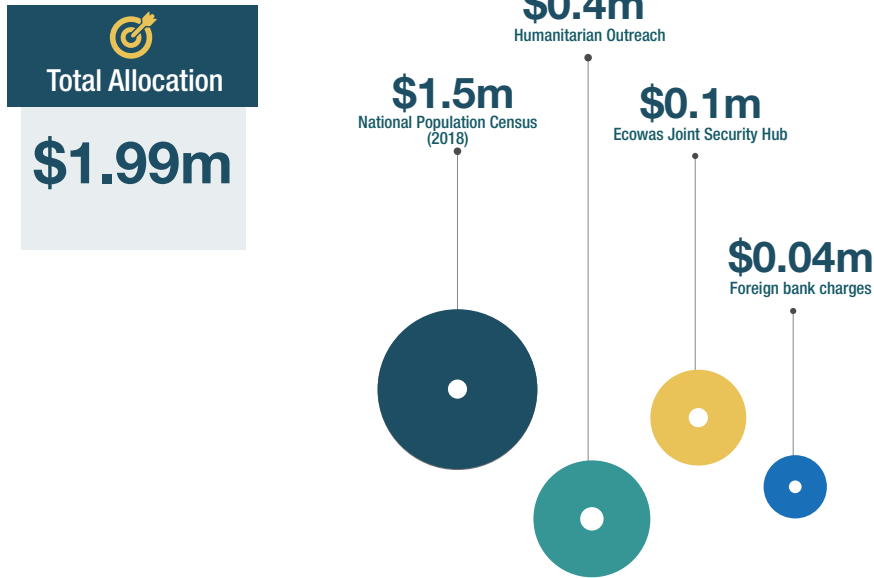 Total Allocation
$1.99m
$0.4m
Humanitarian Outreach
$1.5m
National Population Census
(2018)
$0.1m
Ecowas Joint Security Hub
$0.04m
Foreign bank charges